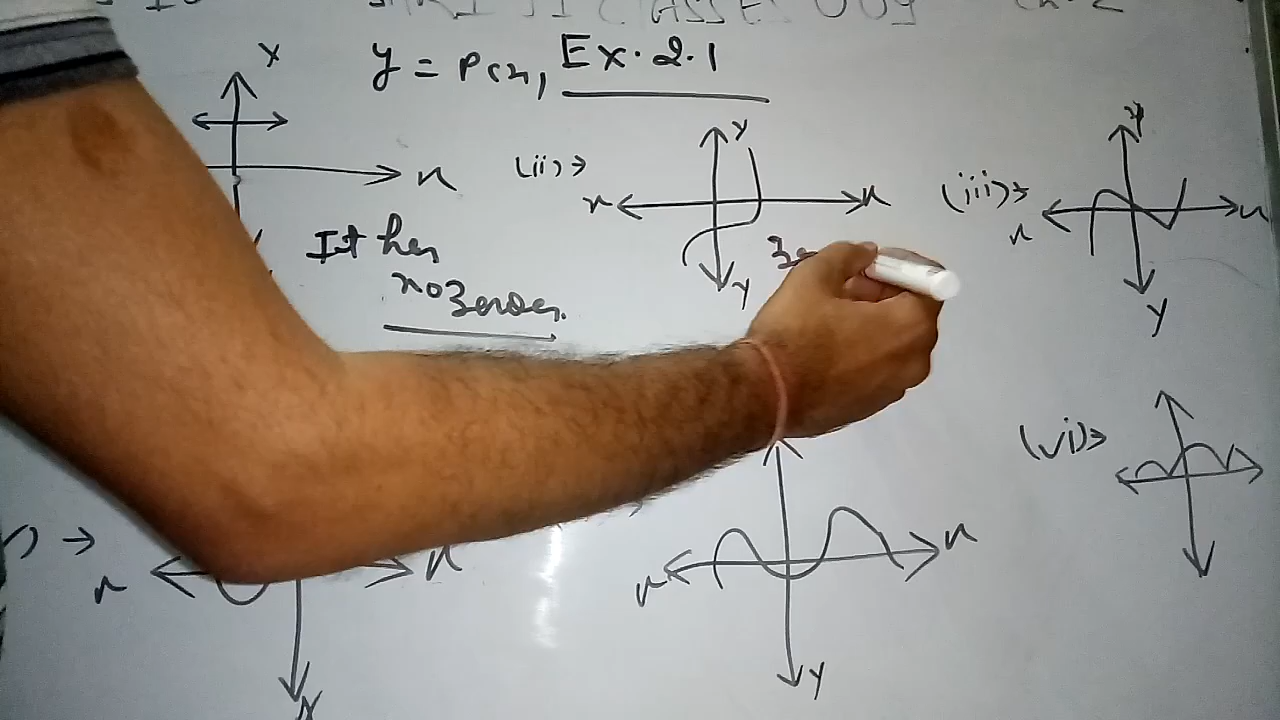 y = P(x), Ex. 2.1
x
y
y
x
(ii) →
x
x
(iii) →
x
x
It has
no Zeroes.
y
y
(vi) →
→
x
x
x
x
y
y